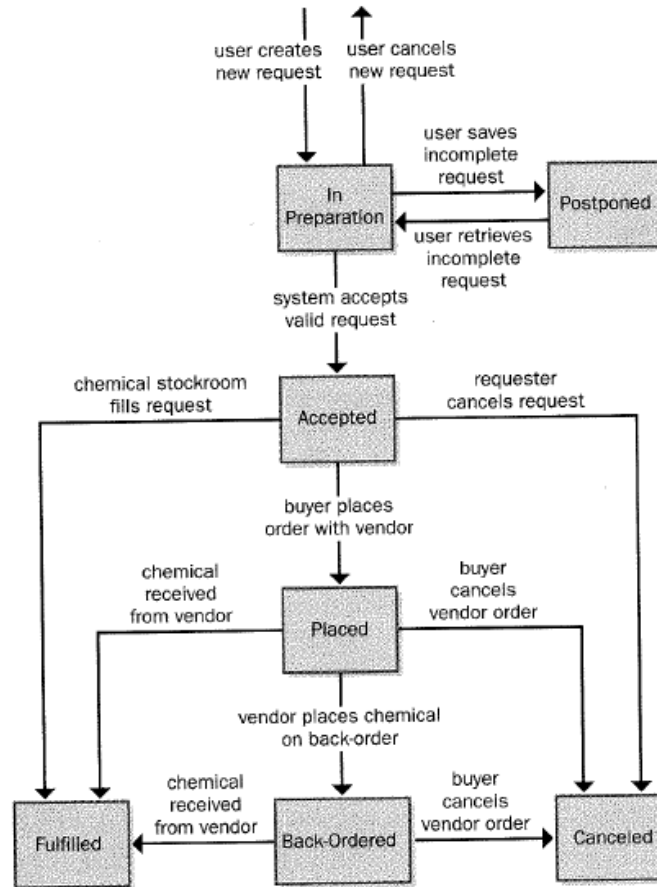 user creates
new request
user cancels
new request
user saves
incomplete
request
In
Preparation
Postponed
user retrieves
incomplete
request
system accepts
valid request
chemical stockroom
fills request
Accepted
requester
cancels request
buyer places
order with vendor
chemical
received
from vendor
Placed
buyer
cancels
vendor order
vendor places chemical
on back-order
Fulfilled
chemical
received
from vendor
Back-Ordered
buyer
cancels
vendor order
Canceled